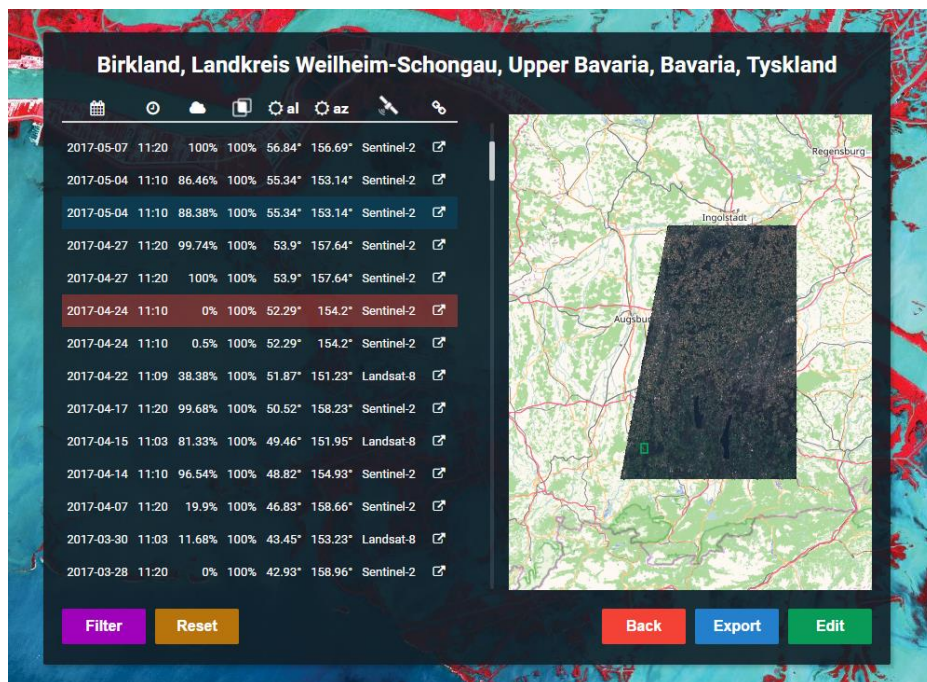 Birkland, Landkreis Weilheim-Schongau, Upper Bavaria, Bavaria, Tyskland
al az
2017-05-07 11:20 100% 100% 56.84° 156.69° Sentinel-2
2017-05-04 11:10 86.46% 100% 55.34° 153.14° Sentinel-2
2017-05-04 11:10 88.38% 100% 55.34° 153.14° Sentinel-2
2017-04-27 11:20 99.74% 100% 53.9° 157.64° Sentinel-2
2017-04-27 11:20 100% 100% 53.9° 157.64° Sentinel-2
2017-04-24 11:10 0% 100% 52.29° 154.2° Sentinel-2
2017-04-24 11:10 0.5% 100% 52.29° 154.2° Sentinel-2
2017-04-22 11:09 38.38% 100% 51.87° 151.23° Landsat-8
2017-04-17 11:20 99.68% 100% 50.52° 158.23° Sentinel-2
2017-04-15 11:03 81.33% 100% 49.46° 151.95° Landsat-8
2017-04-14 11:10 96.54% 100% 48.82° 154.93° Sentinel-2
2017-04-07 11:20 19.9% 100% 46.83° 158.66° Sentinel-2
2017-03-30 11:03 11.68% 100% 43.45° 153.23° Landsat-8
2017-03-28 11:20 0% 100% 42.93° 158.96° Sentinel-2
Regensburg
Ingolstadt
Augsbu
Filter Reset Back Export Edit